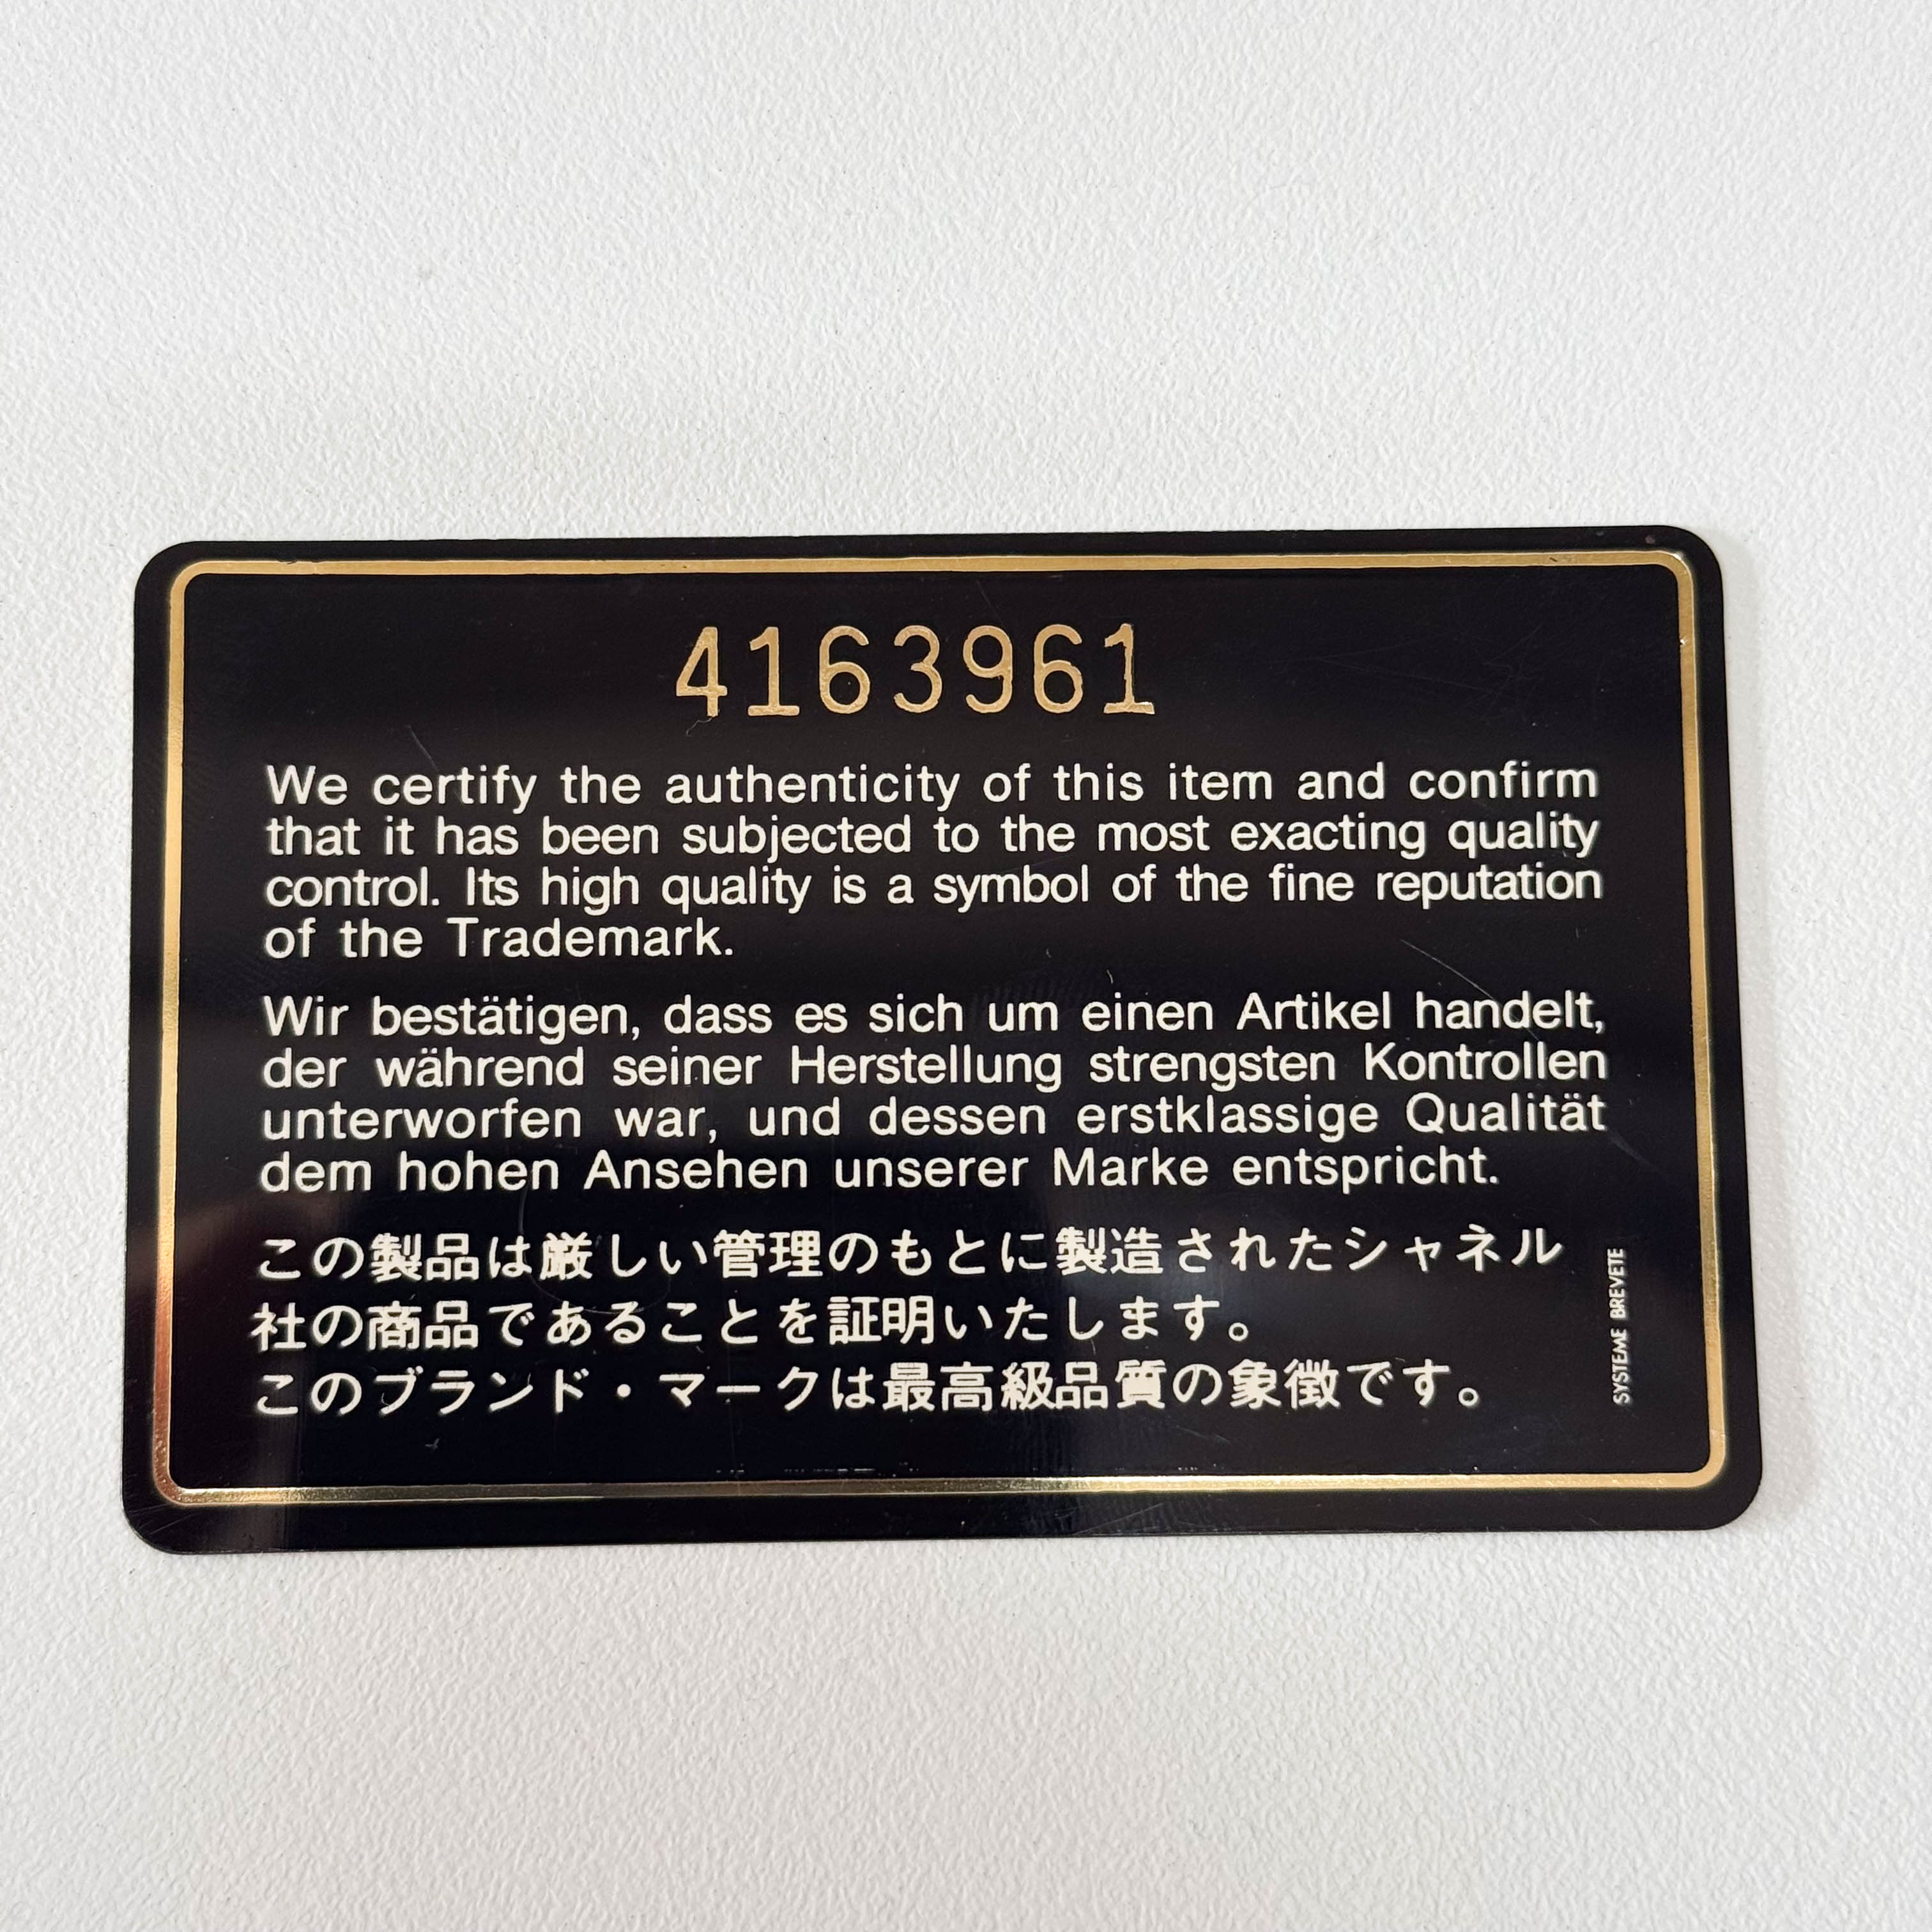 4163961
We certify the authenticity of this item and confirm
that it has been subjected to the most exacting quality
control. Its high quality is a symbol of the fine reputation
of the Trademark.
Wir bestätigen, dass es sich um einen Artikel handelt,
der während seiner Herstellung strengsten Kontrollen
unterworfen war, und dessen erstklassige Qualität
dem hohen Ansehen unserer Marke entspricht.
この製品は厳しい管理のもとに製造されたシャネル
社の商品であることを証明いたします。
このブランド・マークは最高級品質の象徴です。
SYSTEME BREVETE